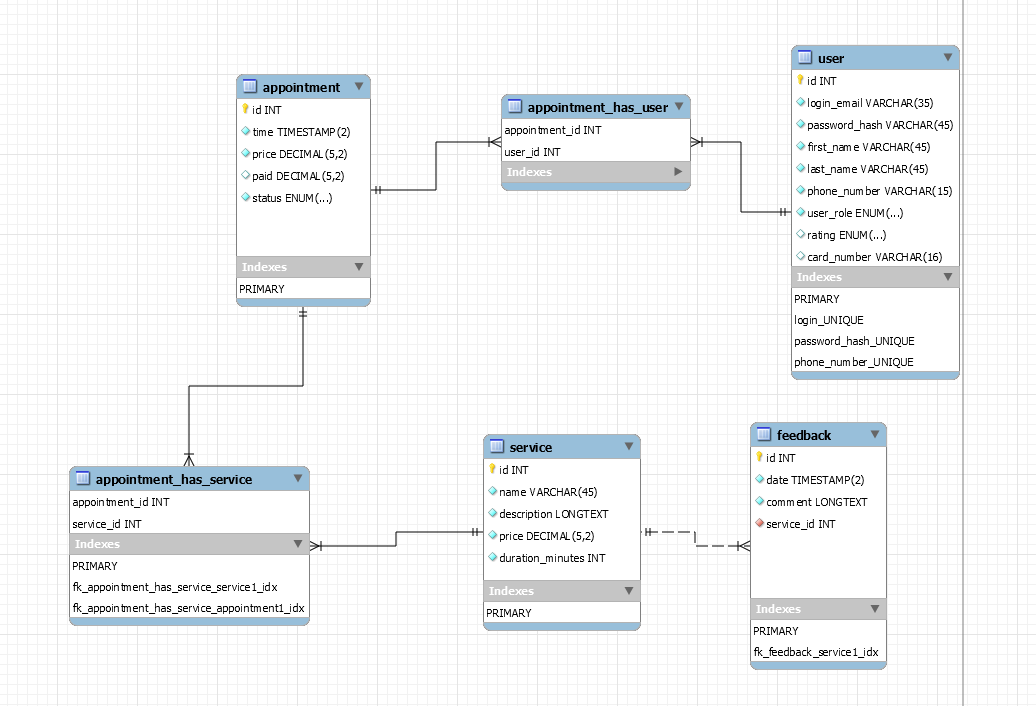 appointment
id INT
time TIMESTAMP(2)
price DECIMAL(5,2)
paid DECIMAL(5,2)
status ENUM(...)
Indexes
PRIMARY
appointment_has_user
appointment_id INT
user_id INT
Indexes
user
id INT
login_email VARCHAR(35)
password_hash VARCHAR(45)
first_name VARCHAR(45)
last_name VARCHAR(45)
phone_number VARCHAR(15)
user_role ENUM(...)
rating ENUM(...)
card_number VARCHAR(16)
Indexes
PRIMARY
login_UNIQUE
password_hash_UNIQUE
phone_number_UNIQUE
appointment_has_service
appointment_id INT
service_id INT
Indexes
PRIMARY
fk_appointment_has_service_service1_idx
fk_appointment_has_service_appointment1_idx
service
id INT
name VARCHAR(45)
description LONGTEXT
price DECIMAL(5,2)
duration_minutes INT
Indexes
PRIMARY
feedback
id INT
date TIMESTAMP(2)
comment LONGTEXT
service_id INT
Indexes
PRIMARY
fk_feedback_service1_idx